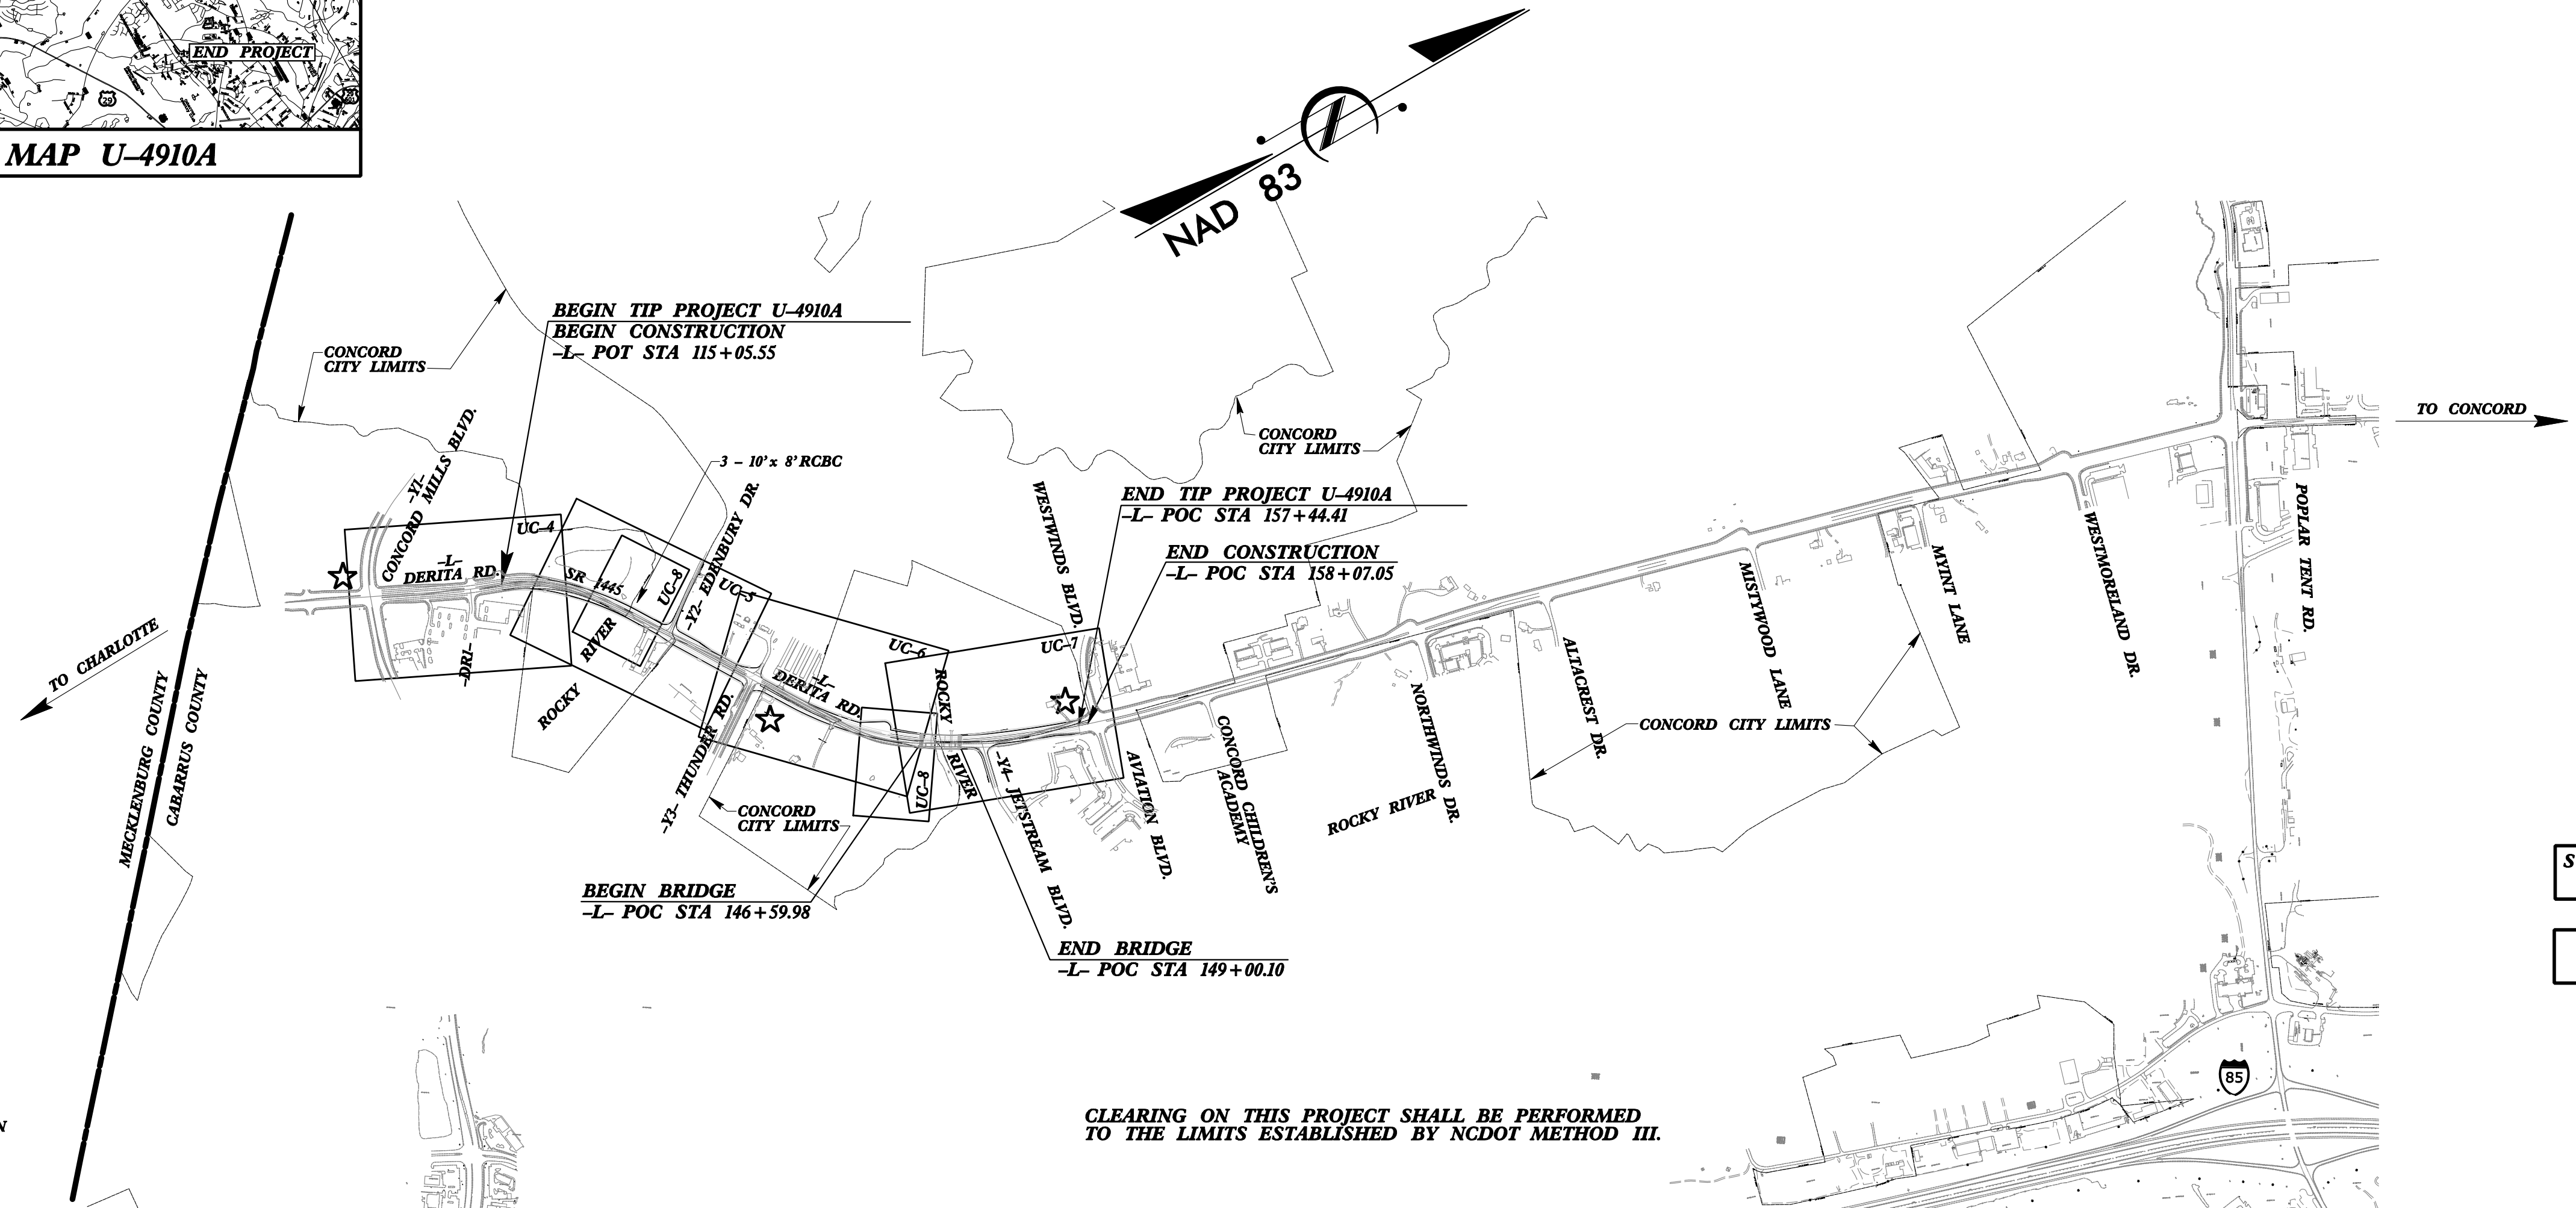 END PROJECT
29
MAP U-4910A
NAD 83
BEGIN TIP PROJECT U-4910A
BEGIN CONSTRUCTION
-L- POT STA 115+05.55
CONCORD
CITY LIMITS
TO CONCORD
-Y1-
CONCORD MILLS BLVD.
3 - 10' x 8' RCBC
CONCORD
CITY LIMITS
END TIP PROJECT U-4910A
-L- POC STA 157+44.41
END CONSTRUCTION
-L- POC STA 158+07.05
WESTWINDS BLVD.
POPLAR TENT RD.
WESTMORELAND DR.
MYINT LANE
MISTYWOOD LANE
UC-4
-L-
DERITA RD.
SR 1445
UC-8
-Y2- EIDENBURY DR.
UC-5
UC-6
UC-7
TO CHARLOTTE
MECKLENBURG COUNTY
CABARRUS COUNTY
-DR1-
ROCKY
RIVER
-L-
DERITA RD.
ROCKY
RIVER
-Y3- THUNDER RD.
UC-8
-Y4- JETSTREAM BLVD.
AVIATION BLVD.
CONCORD CHILDREN'S
ACADEMY
NORTHWINDS DR.
ALTACREST DR.
CONCORD CITY LIMITS
ROCKY RIVER
CONCORD
CITY LIMITS
BEGIN BRIDGE
-L- POC STA 146+59.98
END BRIDGE
-L- POC STA 149+00.10
S
85
N
CLEARING ON THIS PROJECT SHALL BE PERFORMED
TO THE LIMITS ESTABLISHED BY NCDOT METHOD III.